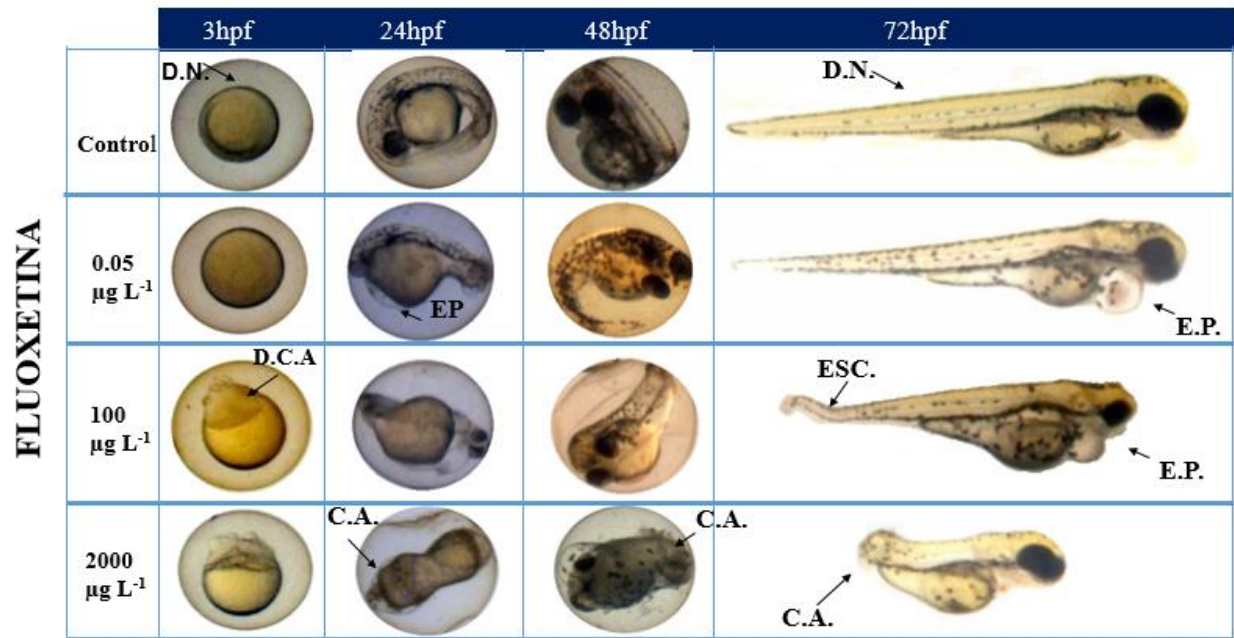 3hpf 24hpf 48hpf 72hpf
FLUOXETINA
Control
D.N.
D.N.
0.05
µg L-1
EP
E.P.
100
µg L-1
D.C.A
ESC.
E.P.
2000
µg L-1
C.A.
C.A.
C.A.